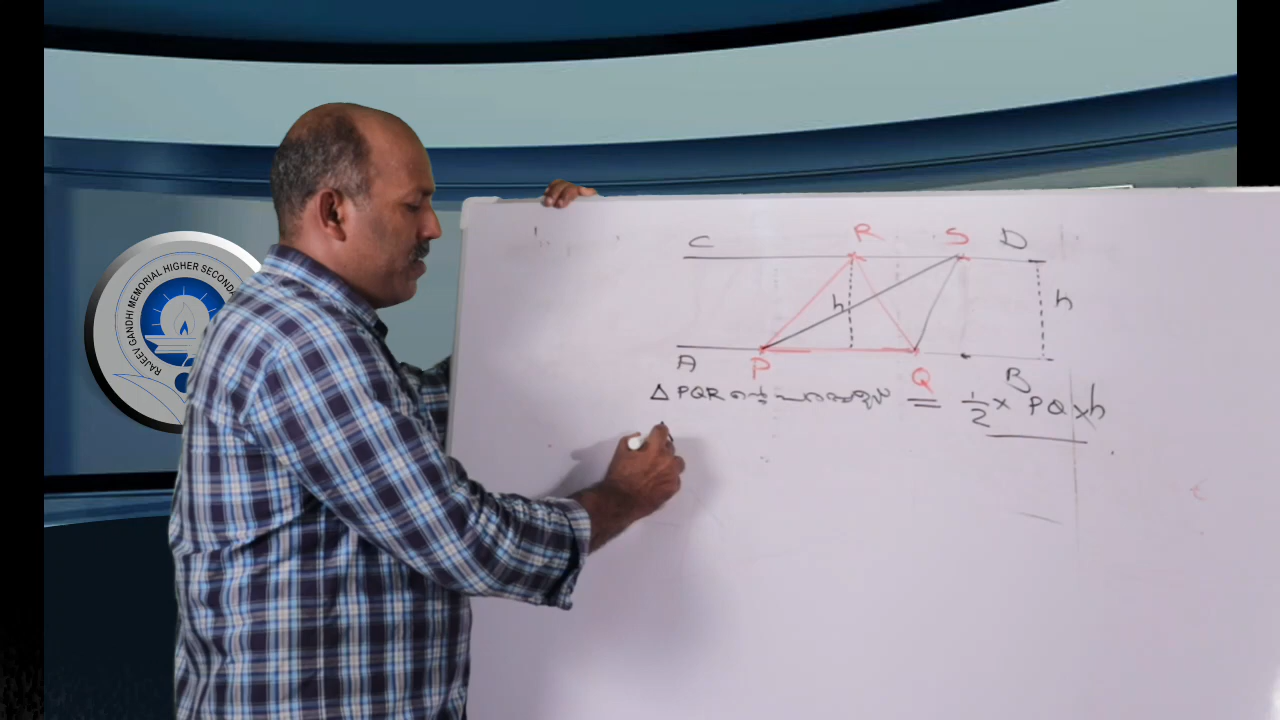 RAJEEV GANDHI MEMORIAL HIGHER SECONDA
C R S D
h h
A P Q B
△ PQR ന്റെ പരപ്പളവ് = 1/2 × PQ × h